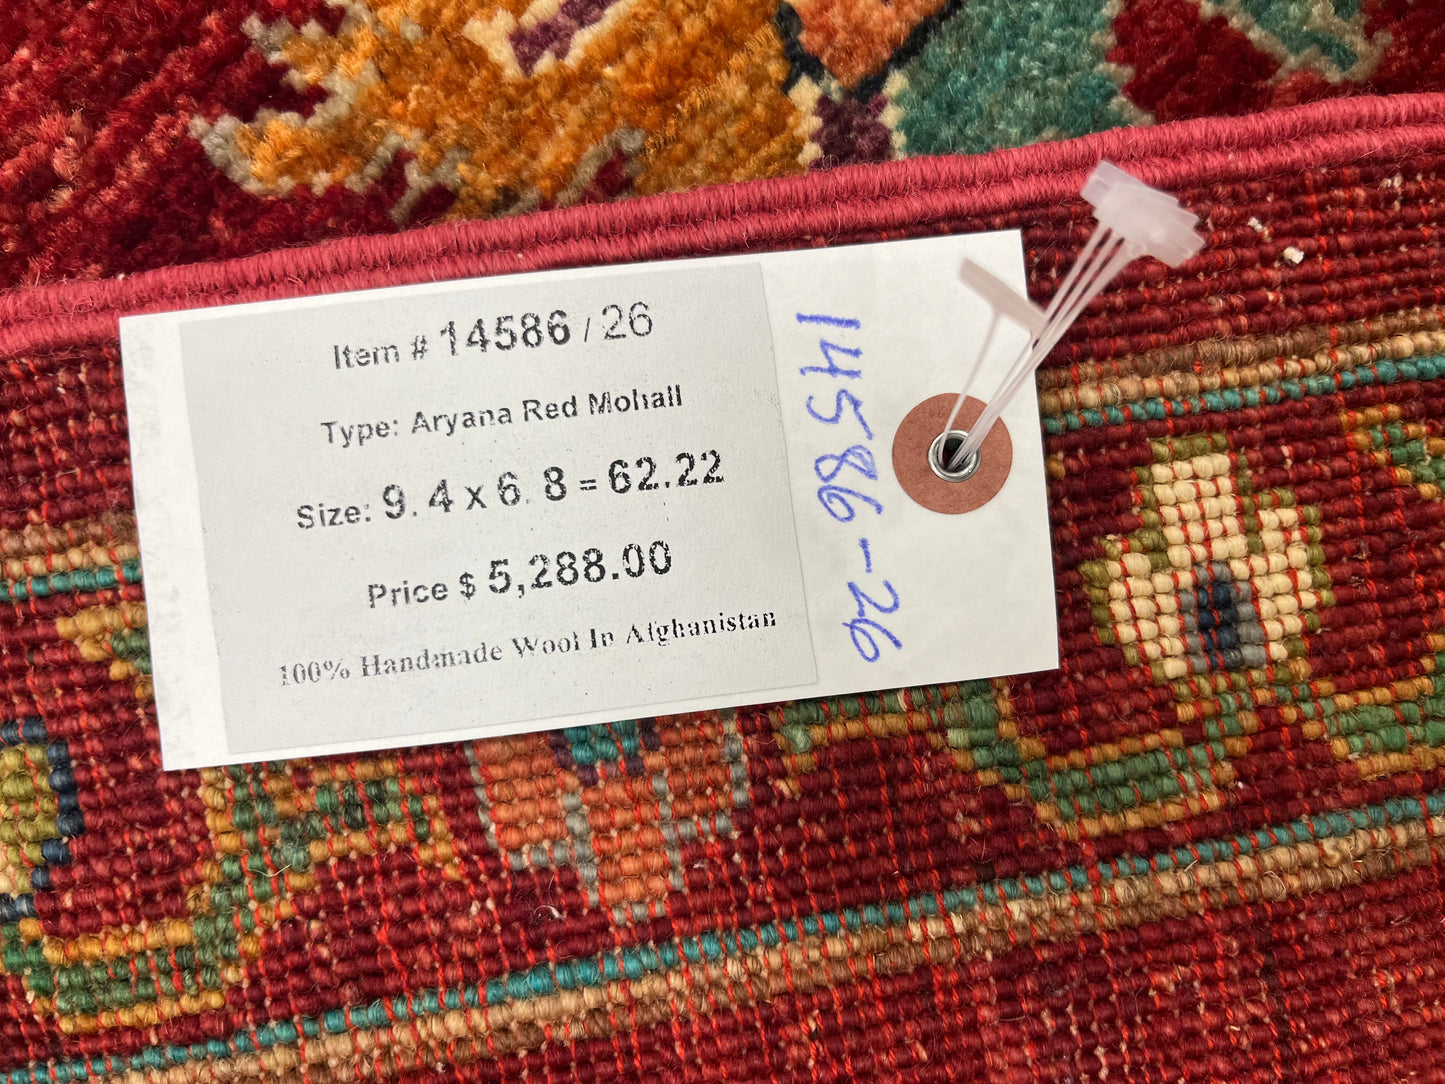 Item # 14586 / 26
Type: Aryana Red Mohall
Size: 9. 4 x 6. 8 = 62.22
Price $ 5,288.00
100% Handmade Wool In Afghanistan
14586-26